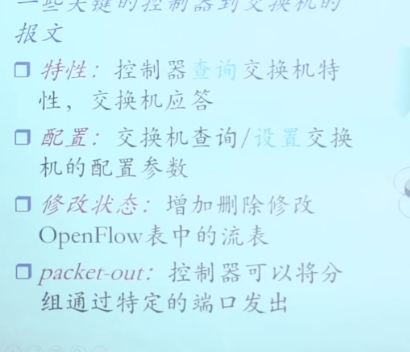 一些关键的控制器到交换机的
报文
特性：控制器查询交换机特
性，交换机应答
配置：交换机查询/设置交换
机的配置参数
修改状态：增加删除修改
OpenFlow表中的流表
packet-out：控制器可以将分
组通过特定的端口发出